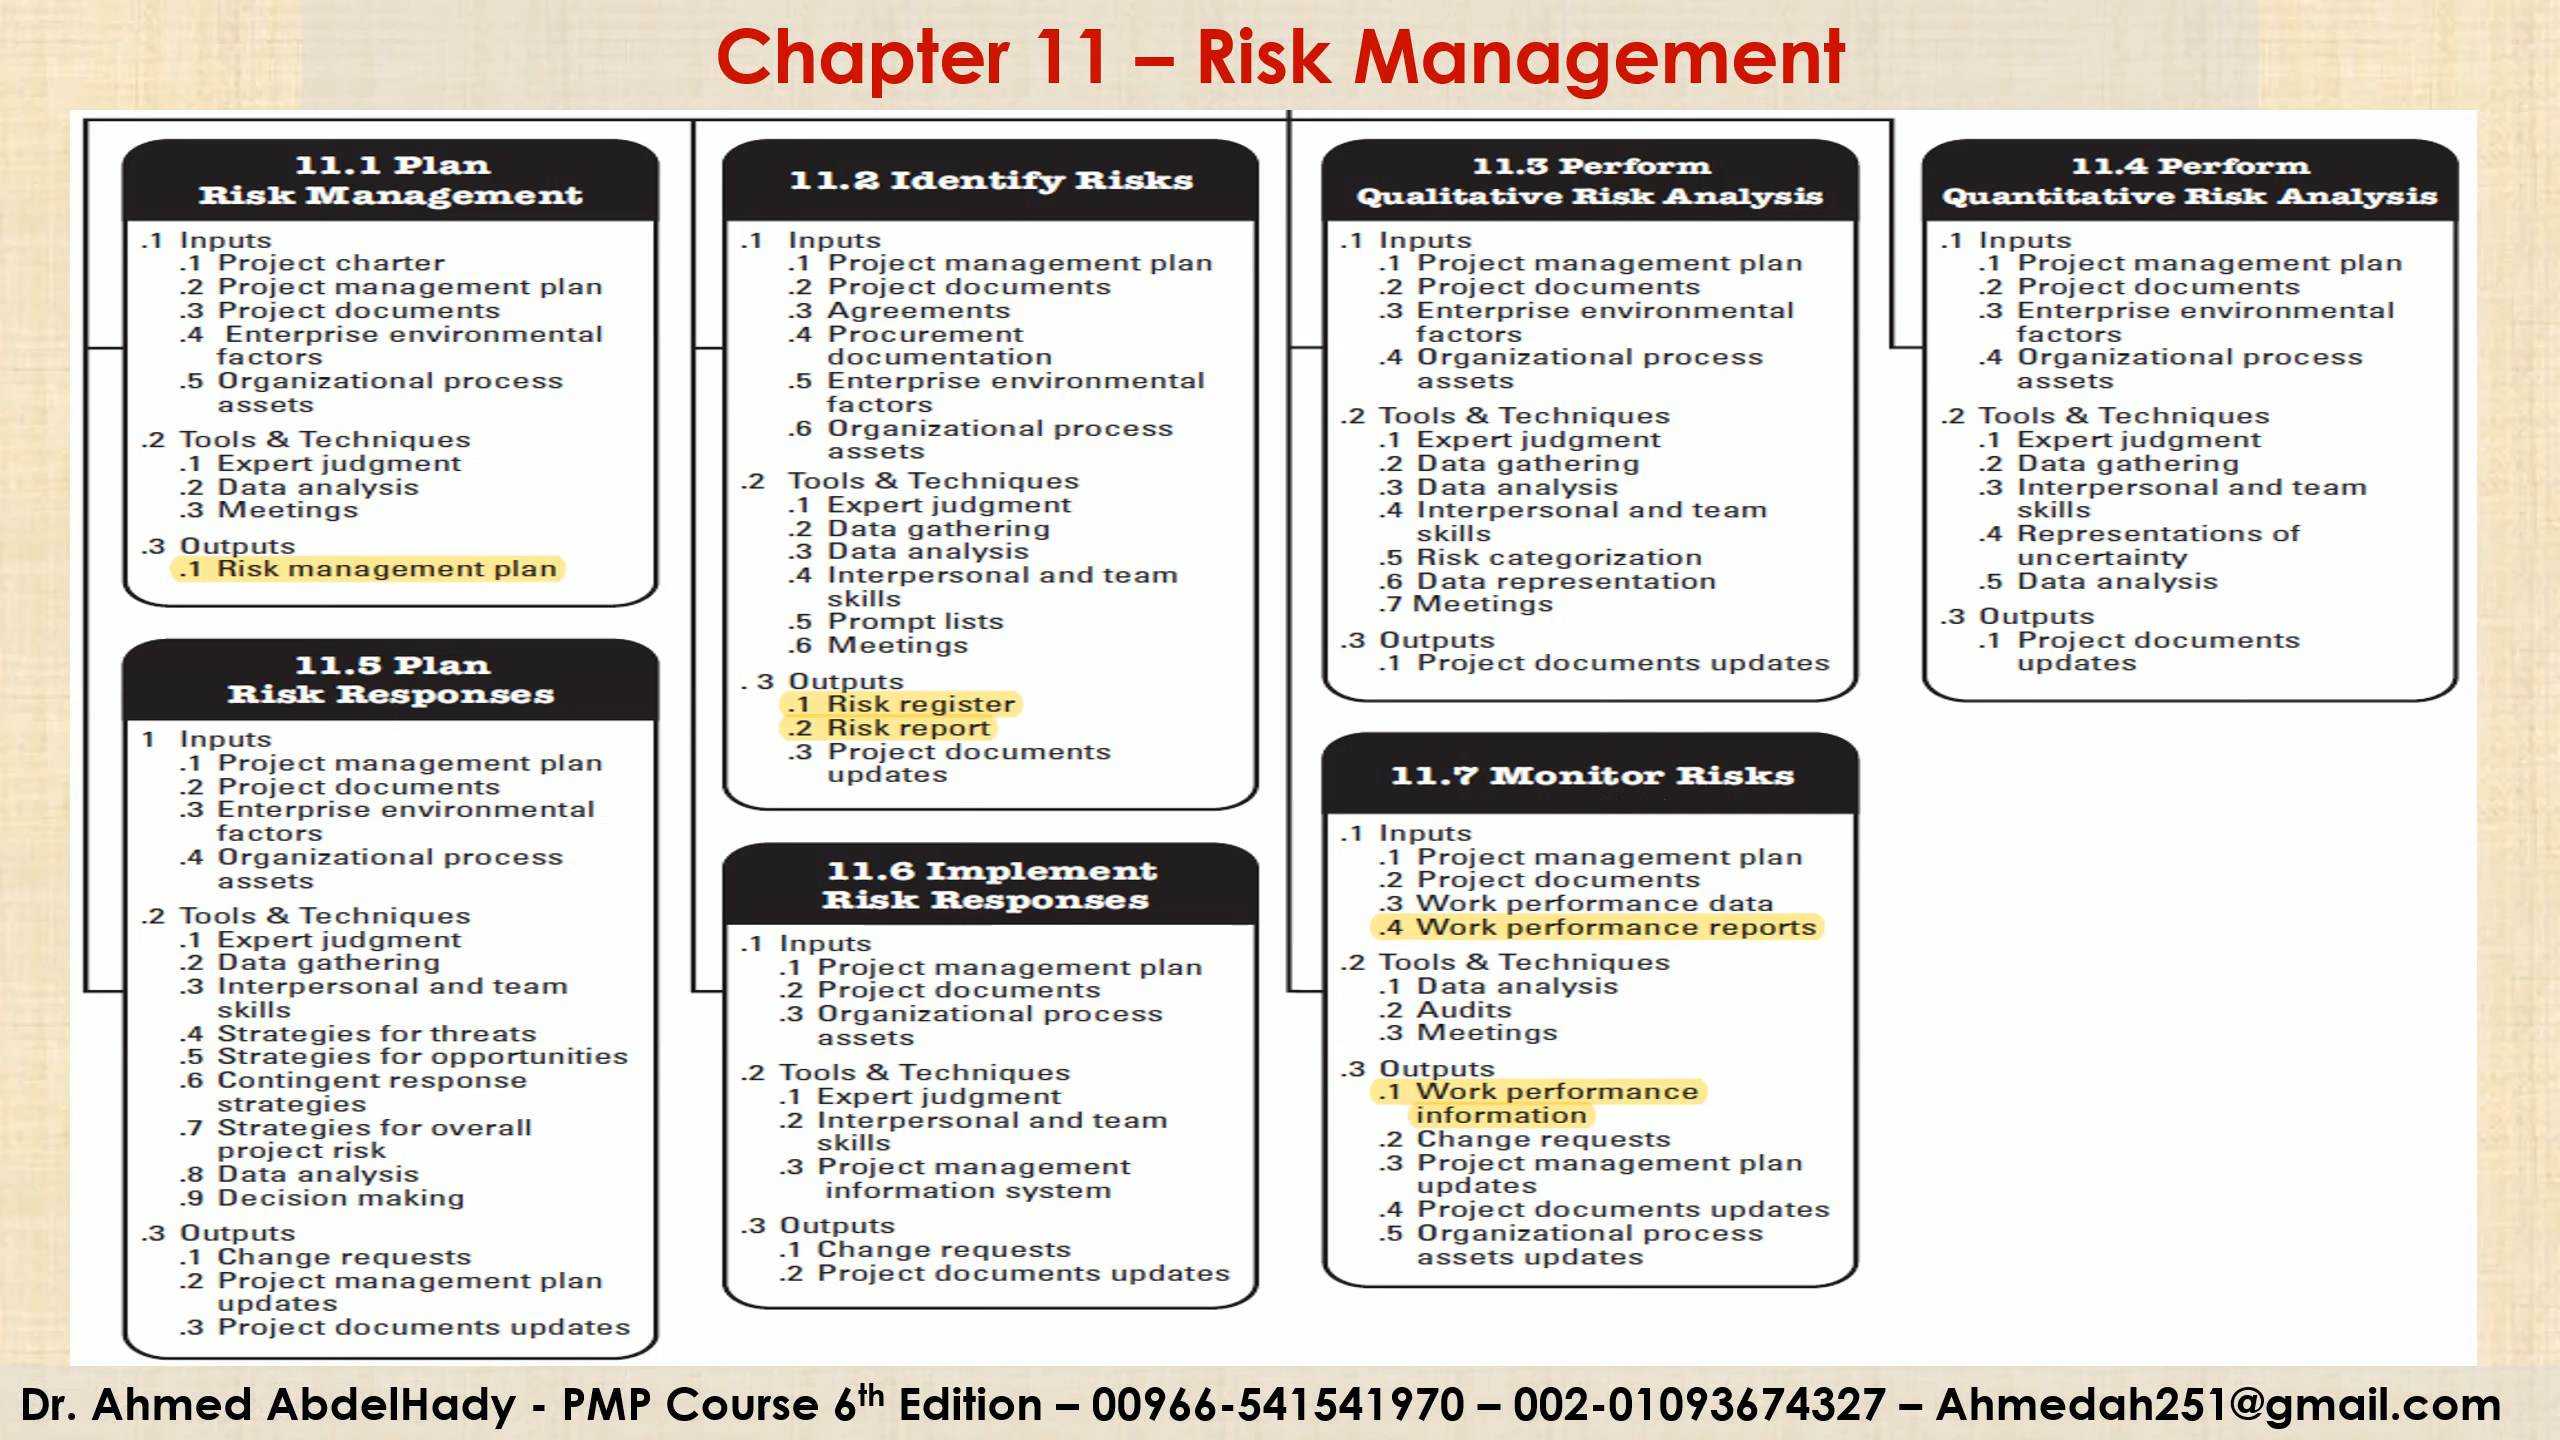 Chapter 11 – Risk Management
11.1 Plan
Risk Management
.1 Inputs
.1 Project charter
.2 Project management plan
.3 Project documents
.4 Enterprise environmental
factors
.5 Organizational process
assets
.2 Tools & Techniques
.1 Expert judgment
.2 Data analysis
.3 Meetings
.3 Outputs
.1 Risk management plan
11.2 Identify Risks
.1 Inputs
.1 Project management plan
.2 Project documents
.3 Agreements
.4 Procurement
documentation
.5 Enterprise environmental
factors
.6 Organizational process
assets
.2 Tools & Techniques
.1 Expert judgment
.2 Data gathering
.3 Data analysis
.4 Interpersonal and team
skills
.5 Prompt lists
.6 Meetings
. 3 Outputs
.1 Risk register
.2 Risk report
.3 Project documents
updates
11.3 Perform
Qualitative Risk Analysis
.1 Inputs
.1 Project management plan
.2 Project documents
.3 Enterprise environmental
factors
.4 Organizational process
assets
.2 Tools & Techniques
.1 Expert judgment
.2 Data gathering
.3 Data analysis
.4 Interpersonal and team
skills
.5 Risk categorization
.6 Data representation
.7 Meetings
.3 Outputs
.1 Project documents updates
11.4 Perform
Quantitative Risk Analysis
.1 Inputs
.1 Project management plan
.2 Project documents
.3 Enterprise environmental
factors
.4 Organizational process
assets
.2 Tools & Techniques
.1 Expert judgment
.2 Data gathering
.3 Interpersonal and team
skills
.4 Representations of
uncertainty
.5 Data analysis
.3 Outputs
.1 Project documents
updates
11.5 Plan
Risk Responses
1 Inputs
.1 Project management plan
.2 Project documents
.3 Enterprise environmental
factors
.4 Organizational process
assets
.2 Tools & Techniques
.1 Expert judgment
.2 Data gathering
.3 Interpersonal and team
skills
.4 Strategies for threats
.5 Strategies for opportunities
.6 Contingent response
strategies
.7 Strategies for overall
project risk
.8 Data analysis
.9 Decision making
.3 Outputs
.1 Change requests
.2 Project management plan
updates
.3 Project documents updates
11.6 Implement
Risk Responses
.1 Inputs
.1 Project management plan
.2 Project documents
.3 Organizational process
assets
.2 Tools & Techniques
.1 Expert judgment
.2 Interpersonal and team
skills
.3 Project management
information system
.3 Outputs
.1 Change requests
.2 Project documents updates
11.7 Monitor Risks
.1 Inputs
.1 Project management plan
.2 Project documents
.3 Work performance data
.4 Work performance reports
.2 Tools & Techniques
.1 Data analysis
.2 Audits
.3 Meetings
.3 Outputs
.1 Work performance
information
.2 Change requests
.3 Project management plan
updates
.4 Project documents updates
.5 Organizational process
assets updates
Dr. Ahmed AbdelHady - PMP Course 6th Edition – 00966-541541970 – 002-01093674327 – Ahmedah251@gmail.com